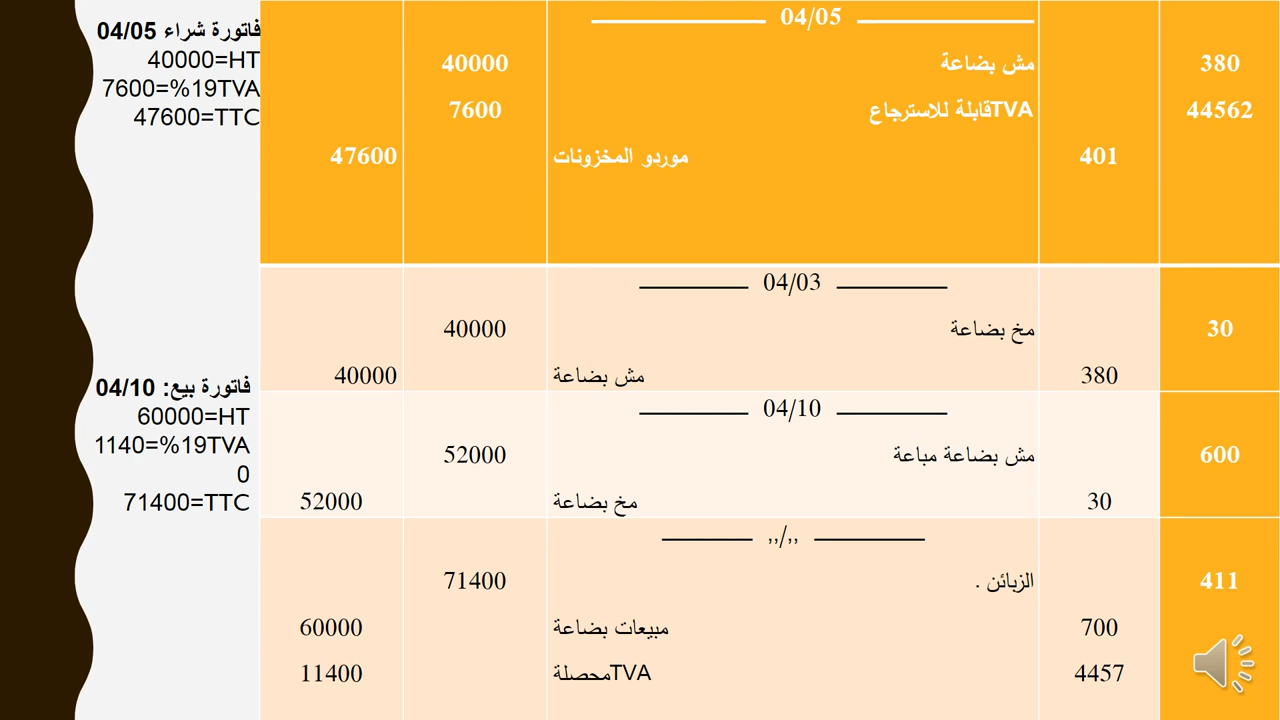 فاتورة شراء 04/05
40000=HT
7600=%19TVA
47600=TTC
فاتورة بيع: 04/10
60000=HT
1140=%19TVA
0
71400=TTC
04/05
380 مش بضاعة 40000
44562 TVAقابلة للاسترجاع 7600
401 موردو المخزونات 47600
04/03
30 مخ بضاعة 40000
380 مش بضاعة 40000
04/10
600 مش بضاعة مباعة 52000
30 مخ بضاعة 52000
,,/,,
411 الزبائن . 71400
700 مبيعات بضاعة 60000
4457 TVAمحصلة 11400